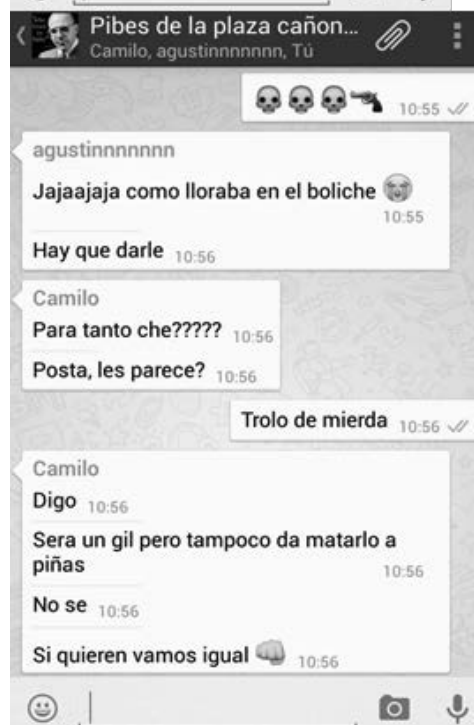 Pibes de la plaza cañon...
Camilo, agustinnnnnnn, Tú
💀💀💀🔫 10:55
agustinnnnnnn
Jajaajaja como lloraba en el boliche 😭
10:55
Hay que darle 10:56
Camilo
Para tanto che????? 10:56
Posta, les parece? 10:56
Trolo de mierda 10:56
Camilo
Digo 10:56
Sera un gil pero tampoco da matarlo a
piñas
10:56
No se 10:56
Si quieren vamos igual 👊 10:56